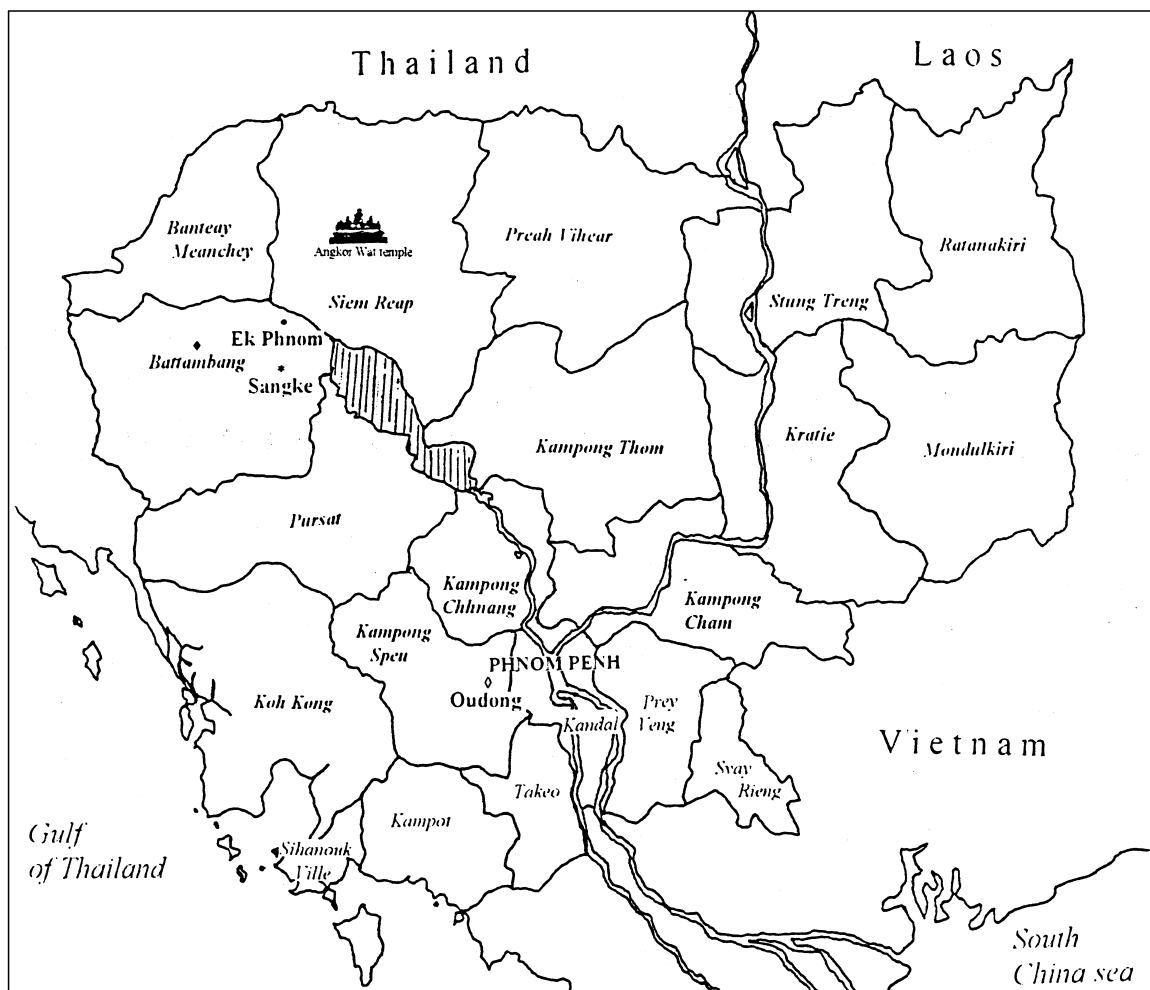 Thailand
Laos
Banteay
Meanchey
Angkor Wat temple
Preah Vihear
Ratanakiri
Siem Reap
Stung Treng
Ek Phnom
Battambang
Sangke
Kampong Thom
Kratie
Mondulkiri
Pursat
Kampong
Chhnang
Kampong
Cham
Kampong
Speu
PHNOM PENH
Koh Kong
Oudong
Kandal
Prey
Veng
Vietnam
Svay
Rieng
Takeo
Kampot
Gulf
of Thailand
Sihanouk
Ville
South
China sea